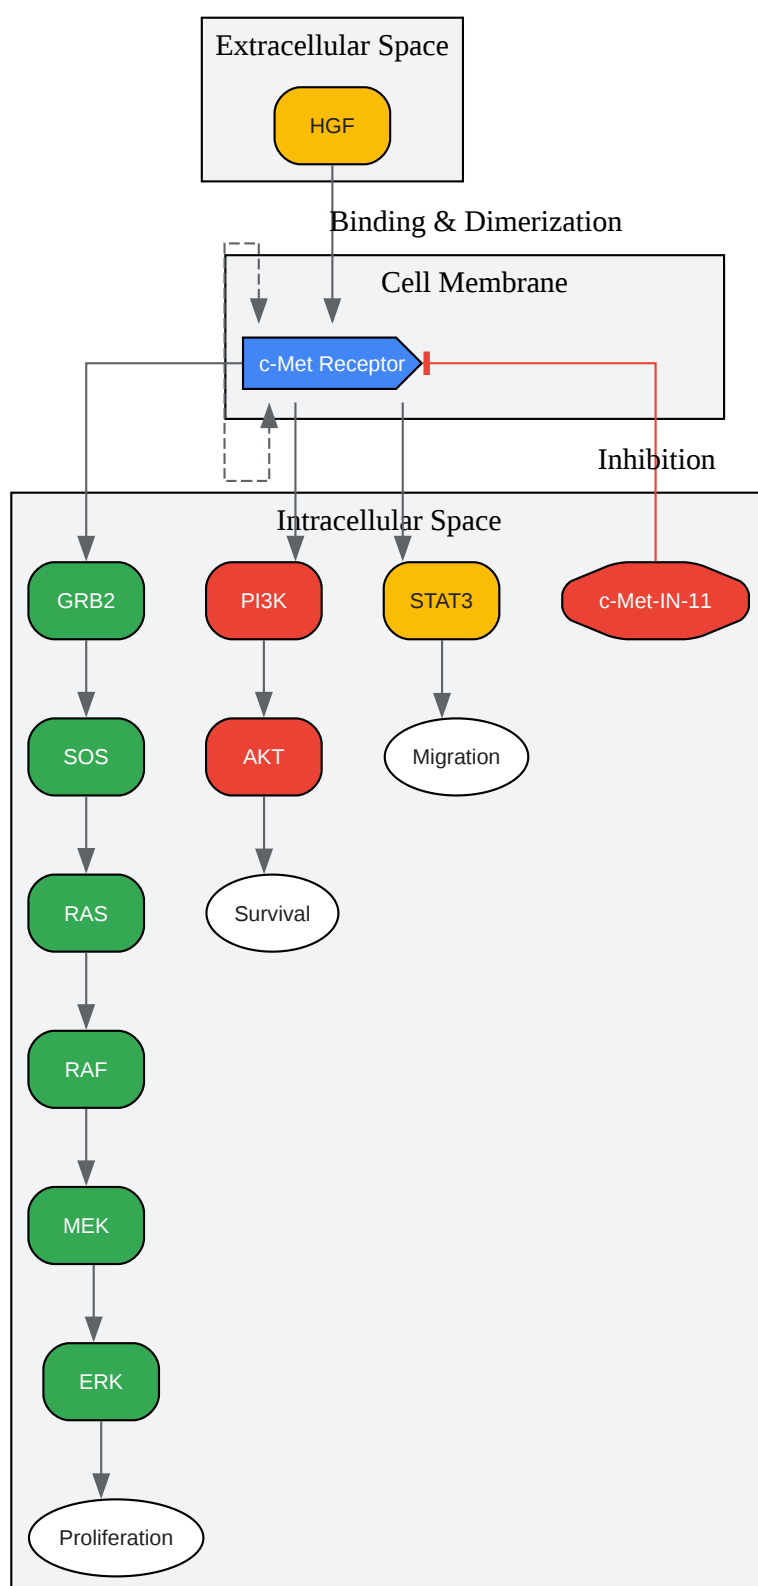 Extracellular Space
HGF
Binding & Dimerization
Cell Membrane
c-Met Receptor
Inhibition
Intracellular Space
GRB2
PI3K
STAT3
c-Met-IN-11
SOS
AKT
Migration
RAS
Survival
RAF
MEK
ERK
Proliferation